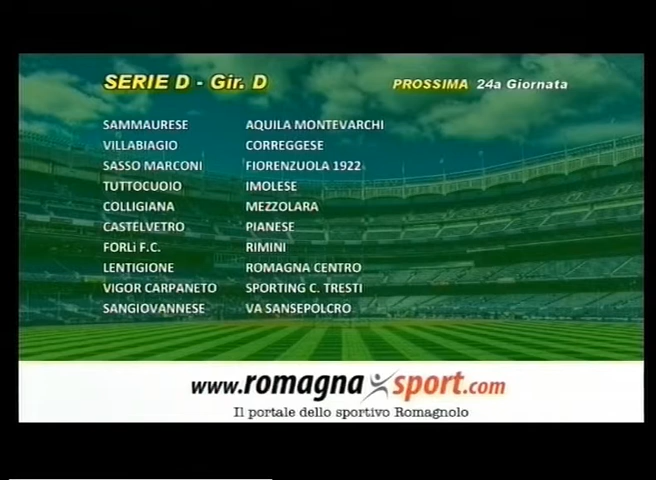 SERIE D - Gir. D PROSSIMA 24a Giornata
SAMMAURESE AQUILA MONTEVARCHI
VILLABIAGIO CORREGGESE
SASSO MARCONI FIORENZUOLA 1922
TUTTOCUOIO IMOLESE
COLLIGIANA MEZZOLARA
CASTELVETRO PIANESE
FORLì F.C. RIMINI
LENTIGIONE ROMAGNA CENTRO
VIGOR CARPANETO SPORTING C. TRESTI
SANGIOVANNESE VA SANSEPOLCRO
www.romagnasport.com
Il portale dello sportivo Romagnolo